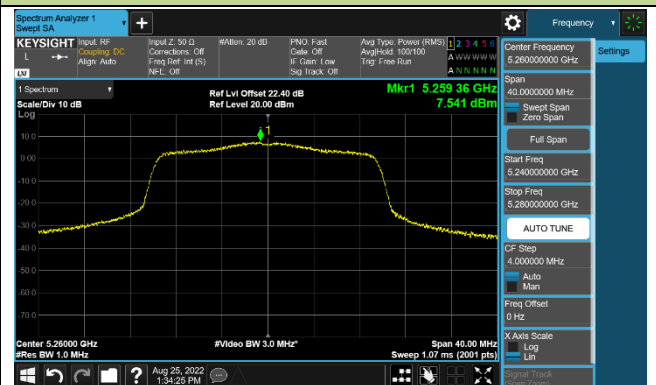 Spectrum Analyzer 1
Swept SA
Frequency
KEYSIGHT
L
LXI
Input: RF
Coupling: DC
Align: Auto
Input Z: 50 Ω
Corrections: Off
Freq Ref: Int (S)
NFE: Off
#Atten: 20 dB
PNO: Fast
Gate: Off
IF Gain: Low
Sig Track: Off
Avg Type: Power (RMS)
Avg|Hold: 100/100
Trig: Free Run
1 2 3 4 5 6
A W W W W W
A N N N N N
1 Spectrum
Scale/Div 10 dB
Log
Ref Lvl Offset 22.40 dB
Ref Level 20.00 dBm
Mkr1 5.259 36 GHz
7.541 dBm
1
10.0
0.00
-10.0
-20.0
-30.0
-40.0
-50.0
-60.0
-70.0
Center 5.26000 GHz
#Res BW 1.0 MHz
#Video BW 3.0 MHz*
Span 40.00 MHz
Sweep 1.07 ms (2001 pts)
Center Frequency
5.260000000 GHz
Settings
Span
40.0000000 MHz
Swept Span
Zero Span
Full Span
Start Freq
5.240000000 GHz
Stop Freq
5.280000000 GHz
AUTO TUNE
CF Step
4.000000 MHz
Auto
Man
Freq Offset
0 Hz
X Axis Scale
Log
Lin
Signal Track
(Span Zoom)
Aug 25, 2022
1:34:25 PM